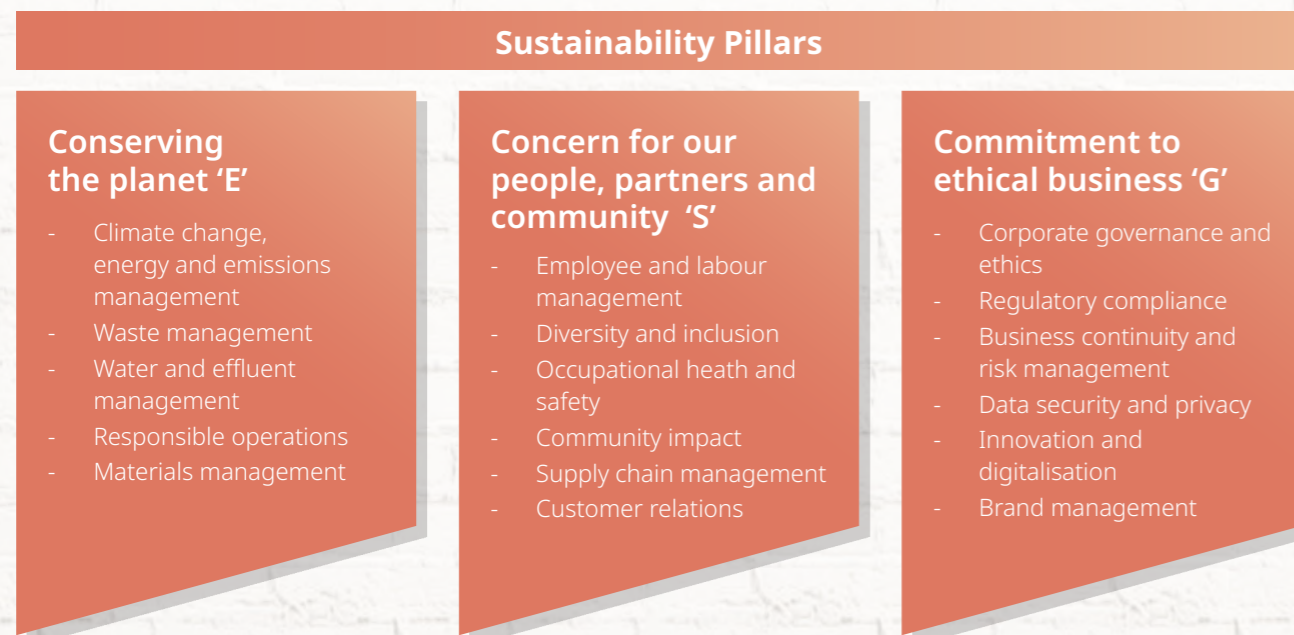 Sustainability Pillars
Conserving
the planet ‘E’
- Climate change,
energy and emissions
management
- Waste management
- Water and effluent
management
- Responsible operations
- Materials management
Concern for our
people, partners and
community ‘S’
- Employee and labour
management
- Diversity and inclusion
- Occupational heath and
safety
- Community impact
- Supply chain management
- Customer relations
Commitment to
ethical business ‘G’
- Corporate governance and
ethics
- Regulatory compliance
- Business continuity and
risk management
- Data security and privacy
- Innovation and
digitalisation
- Brand management